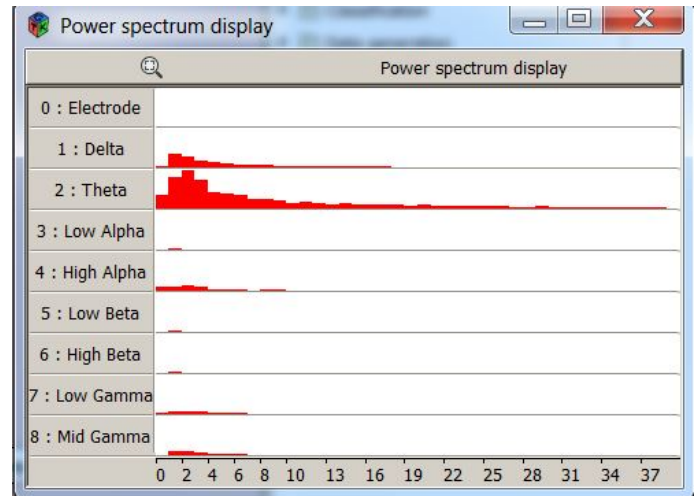 Power spectrum display
Power spectrum display
0 : Electrode
1 : Delta
2 : Theta
3 : Low Alpha
4 : High Alpha
5 : Low Beta
6 : High Beta
7 : Low Gamma
8 : Mid Gamma
0 2 4 6 8 10 13 16 19 22 25 28 31 34 37